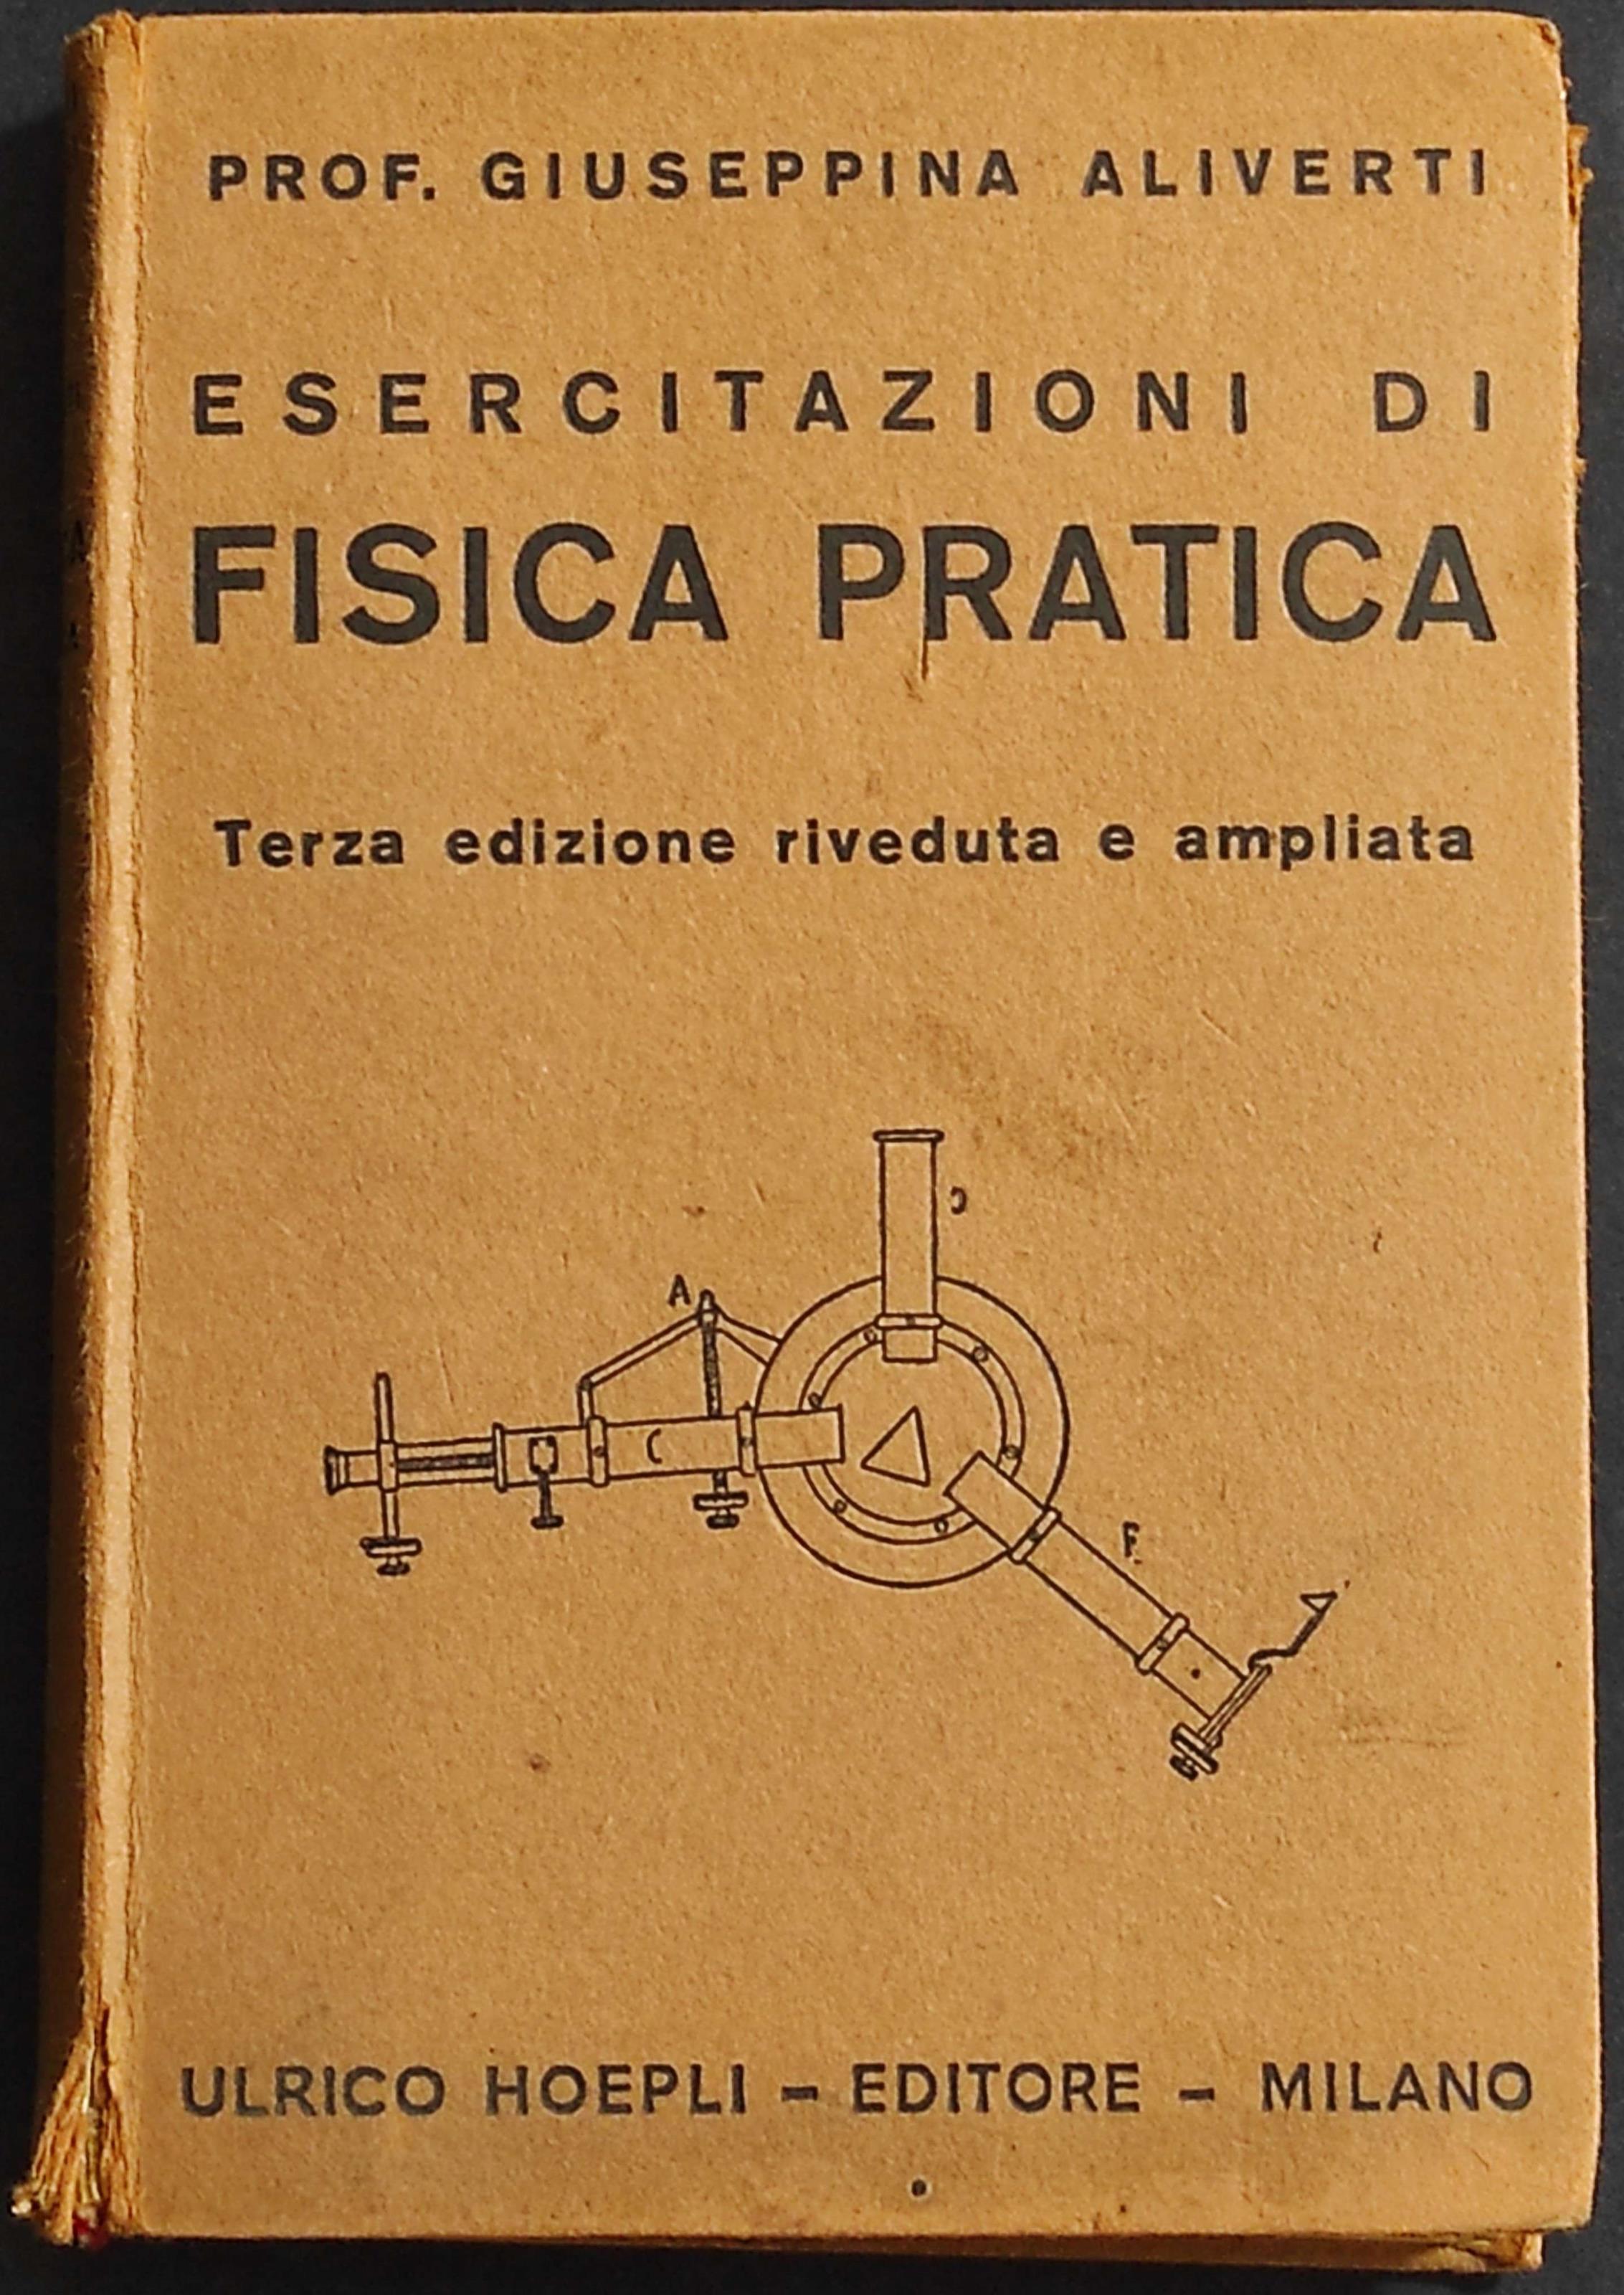 PROF. GIUSEPPINA ALIVERTI
ESERCITAZIONI DI
FISICA PRATICA
Terza edizione riveduta e ampliata
A
C
F.
ULRICO HOEPLI – EDITORE – MILANO